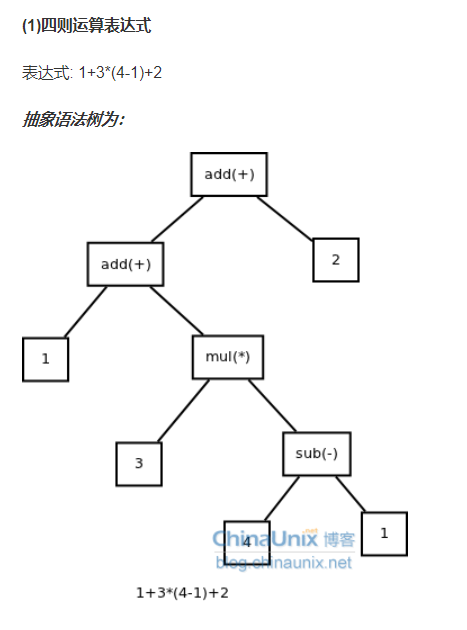 (1)四则运算表达式
表达式: 1+3*(4-1)+2
抽象语法树为：
add(+)
add(+)
2
1
mul(*)
3
sub(-)
4
1
ChinaUnix.net 博客
blog.chinaunix.net
1+3*(4-1)+2